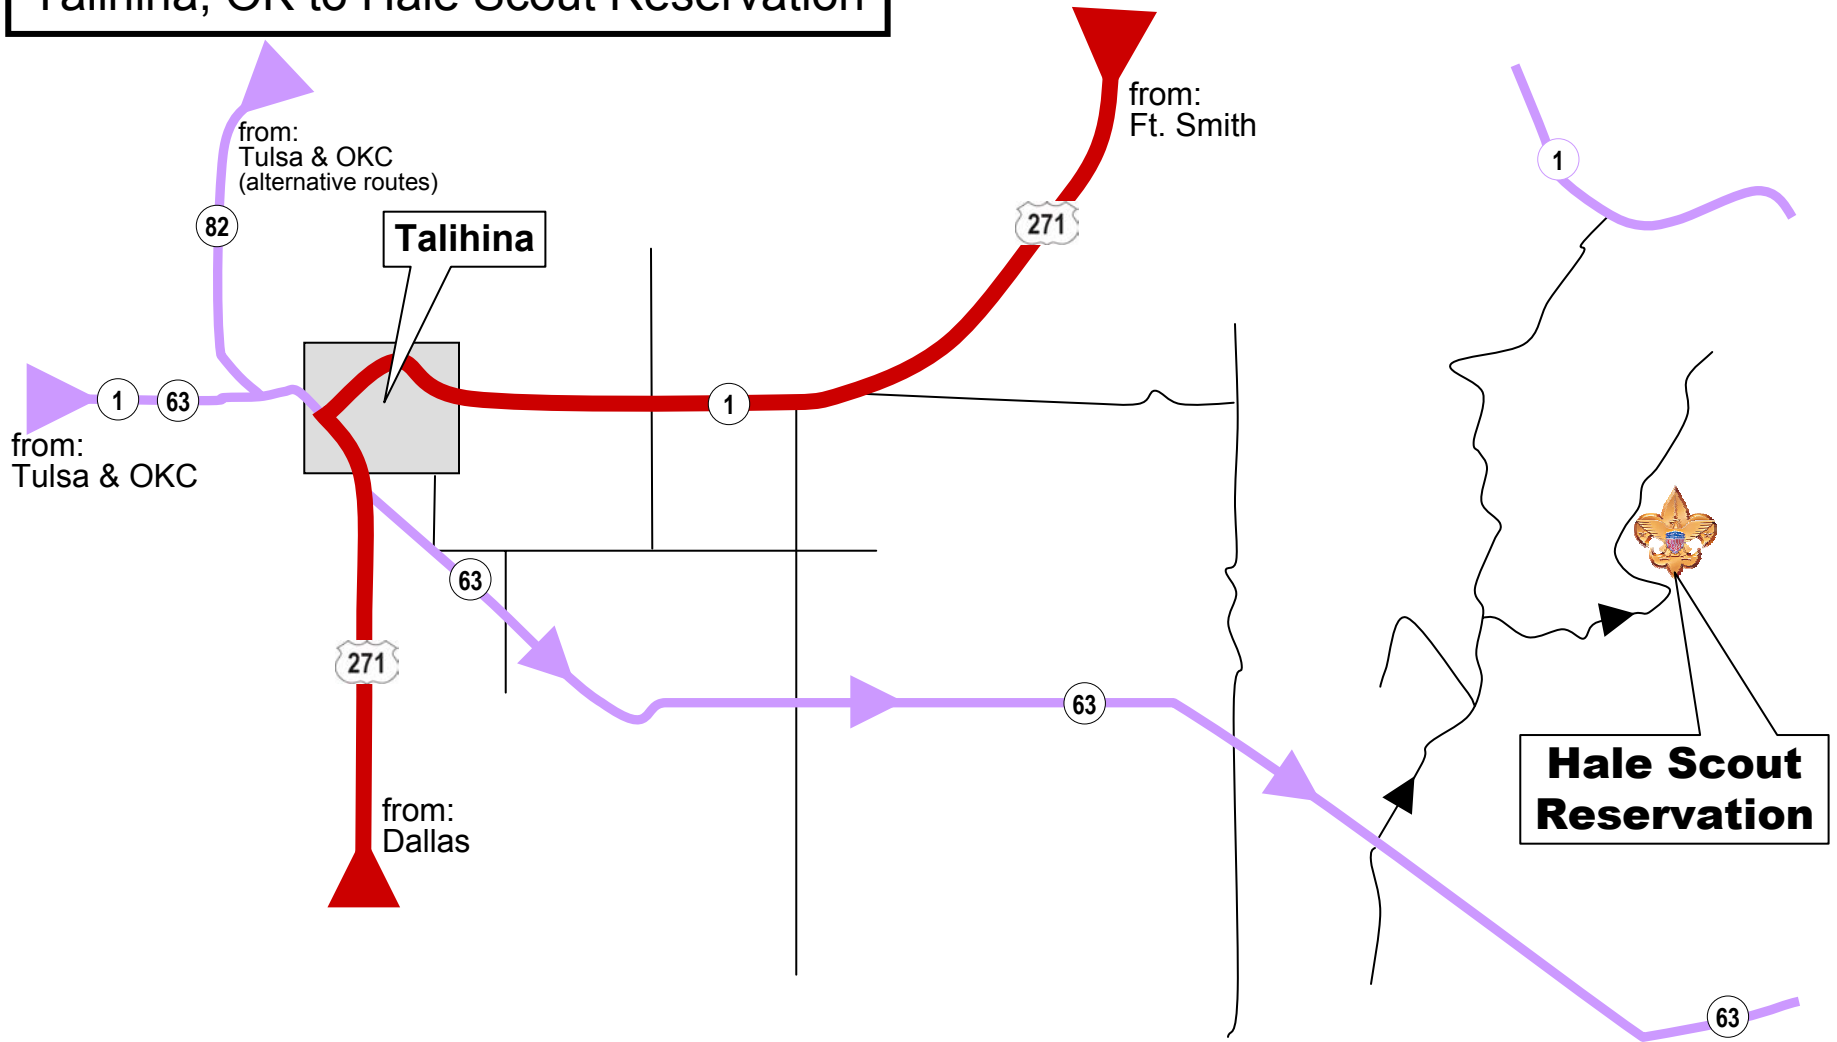 Talihina, OK to Hale Scout Reservation
from:
Ft. Smith
from:
Tulsa & OKC
(alternative routes)
1
82
271
Talihina
1
63
1
from:
Tulsa & OKC
63
271
63
Hale Scout
Reservation
from:
Dallas
63